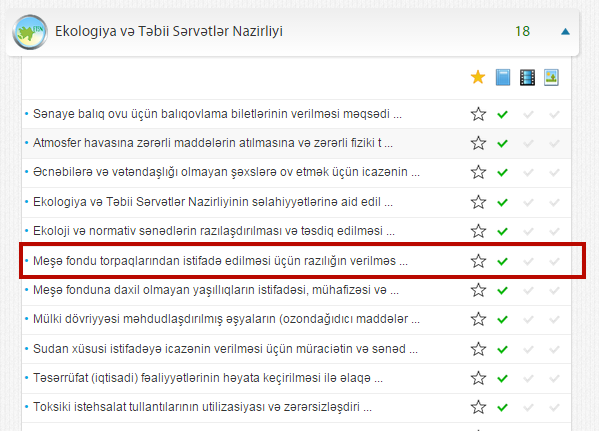 Ekologiya və Təbii Sərvətlər Nazirliyi 18
Sənaye balıq ovu üçün balıqovlama biletlərinin verilməsi məqsədi ...
Atmosfer havasına zərərli maddələrin atılmasına və zərərli fiziki t ...
Əcnəbilərə və vətəndaşlığı olmayan şəxslərə ov etmək üçün icazənin ...
Ekologiya və Təbii Sərvətlər Nazirliyinin səlahiyyətlərinə aid edil ...
Ekoloji və normativ sənədlərin razılaşdırılması və təsdiq edilməsi ...
Meşə fondu torpaqlarından istifadə edilməsi üçün razılığın verilməs ...
Meşə fonduna daxil olmayan yaşıllıqların istifadəsi, mühafizəsi və ...
Mülki dövriyyəsi məhdudlaşdırılmış əşyaların (ozondağıdıcı maddələr ...
Sudan xüsusi istifadəyə icazənin verilməsi üçün müraciətin və sənəd ...
Təsərrüfat (iqtisadi) fəaliyyətlərinin həyata keçirilməsi ilə əlaqə ...
Toksiki istehsalat tullantılarının utilizasiyası və zərərsizləşdiri ...